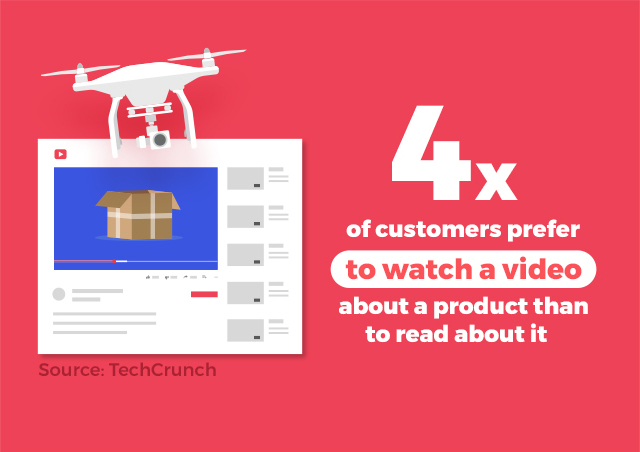 4x
of customers prefer
to watch a video
about a product than
to read about it
Source: TechCrunch